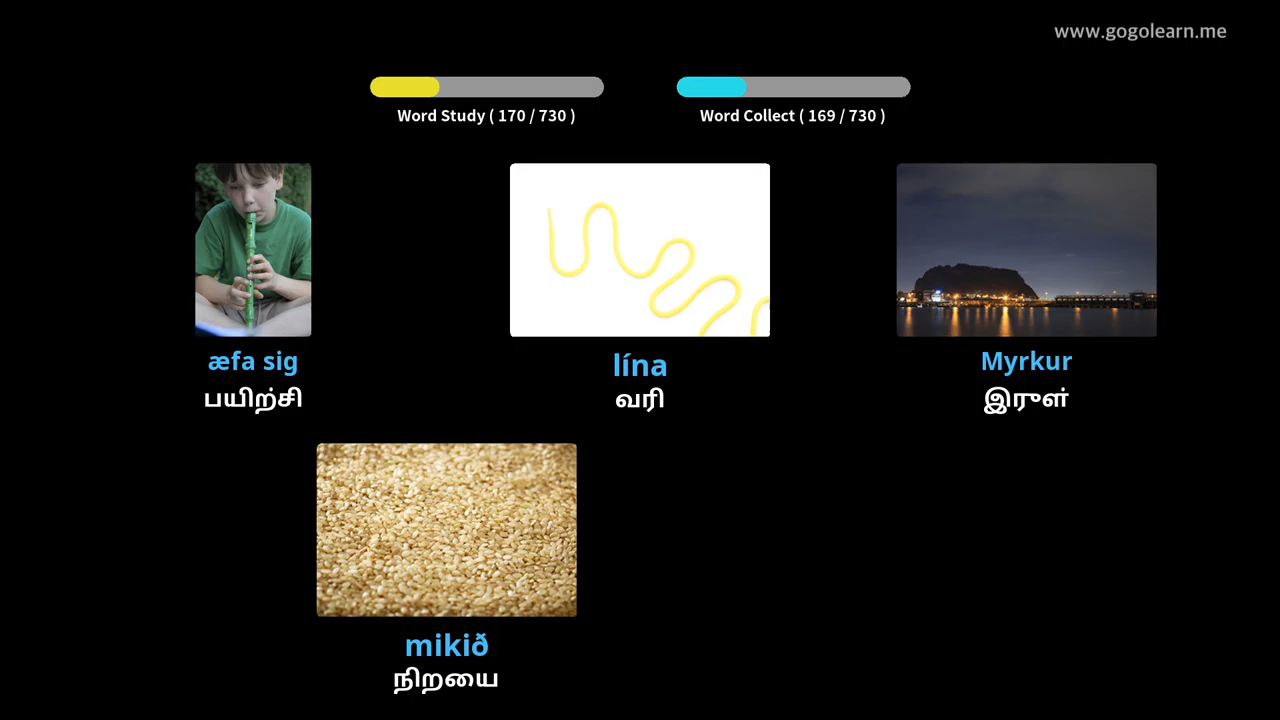 www.gogolearn.me
Word Study ( 170 / 730 )
Word Collect ( 169 / 730 )
æfa sig
பயிற்சி
lína
வரி
Myrkur
இருள்
mikið
நிறயை